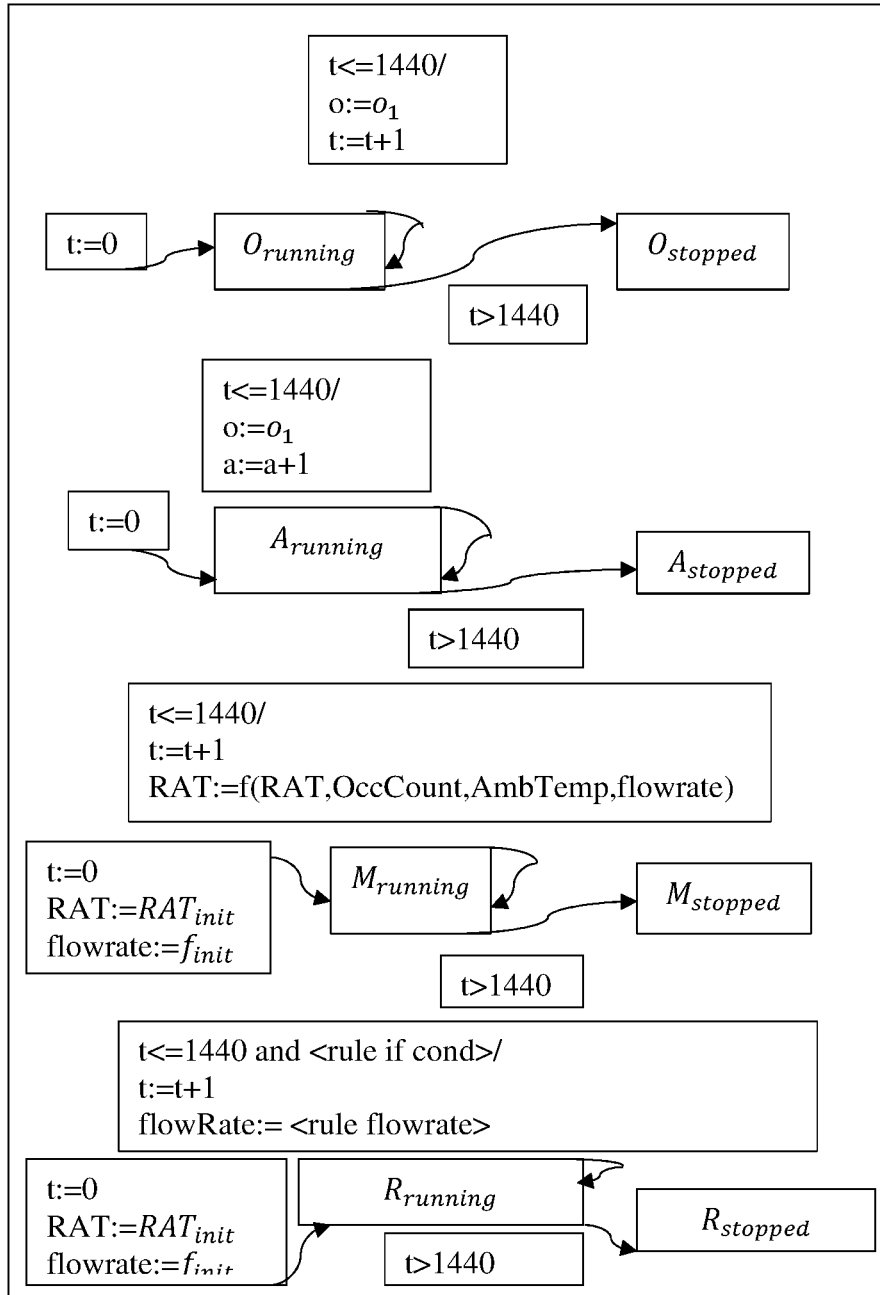 t<=1440/
o:=o₁
t:=t+1
t:=0
O_running
O_stopped
t>1440
t<=1440/
o:=o₁
a:=a+1
t:=0
A_running
A_stopped
t>1440
t<=1440/
t:=t+1
RAT:=f(RAT,OccCount,AmbTemp,flowrate)
t:=0
RAT:=RAT_init
flowrate:=f_init
M_running
M_stopped
t>1440
t<=1440 and <rule if cond>/
t:=t+1
flowRate:= <rule flowrate>
t:=0
RAT:=RAT_init
flowrate:=f_init
R_running
R_stopped
t>1440